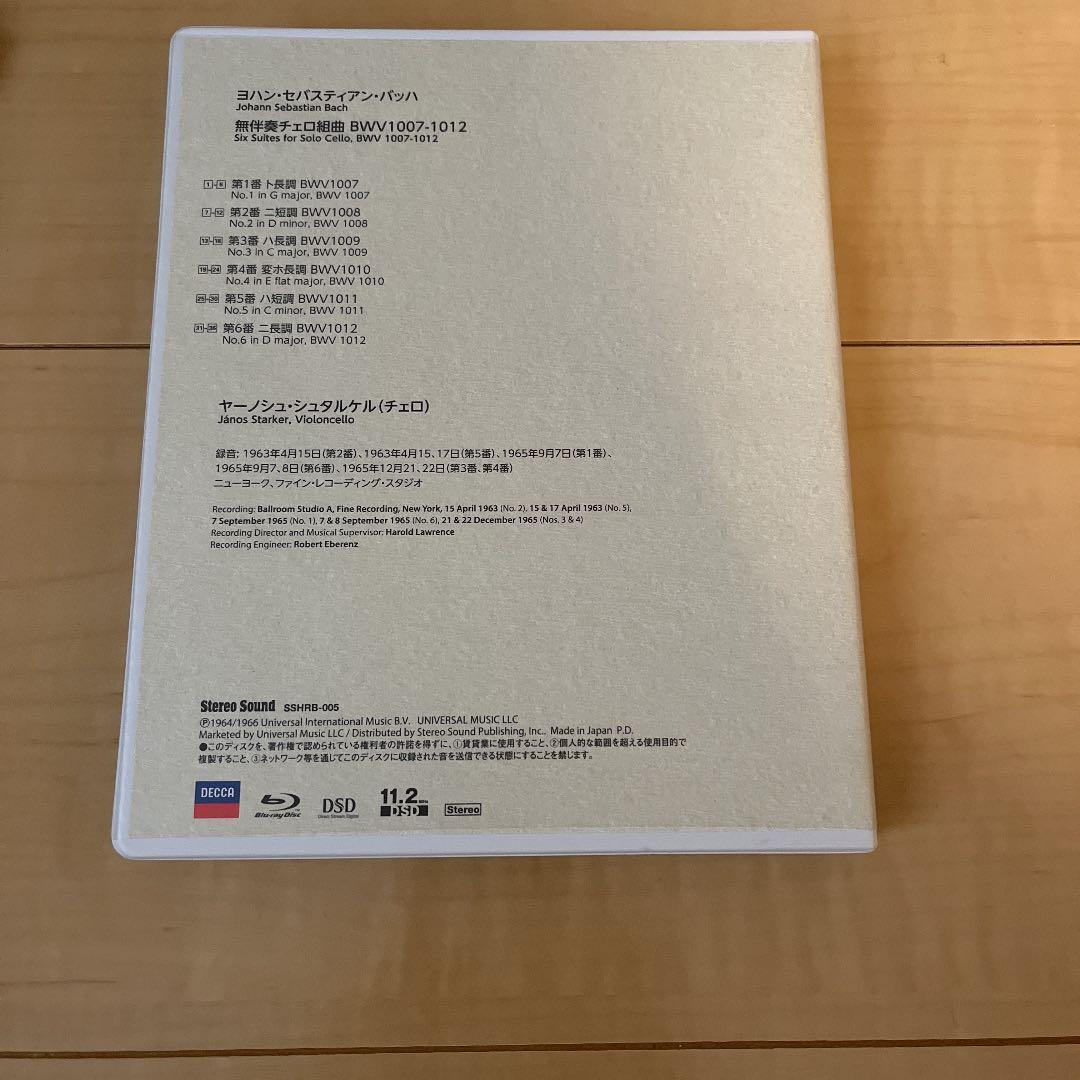 ヨハン・セバスティアン・バッハ
Johann Sebastian Bach
無伴奏チェロ組曲 BWV1007-1012
Six Suites for Solo Cello, BWV 1007-1012
1-6 第1番 ト長調 BWV1007
No.1 in G major, BWV 1007
7-12 第2番 ニ短調 BWV1008
No.2 in D minor, BWV 1008
13-18 第3番 ハ長調 BWV1009
No.3 in C major, BWV 1009
19-24 第4番 変ホ長調 BWV1010
No.4 in E flat major, BWV 1010
25-30 第5番 ハ短調 BWV1011
No.5 in C minor, BWV 1011
31-36 第6番 ニ長調 BWV1012
No.6 in D major, BWV 1012
ヤーノシュ・シュタルケル(チェロ)
János Starker, Violoncello
録音: 1963年4月15日(第2番)、1963年4月15、17日(第5番)、1965年9月7日(第1番)、
1965年9月7、8日(第6番)、1965年12月21、22日(第3番、第4番)
ニューヨーク、ファイン・レコーディング・スタジオ
Recording: Ballroom Studio A, Fine Recording, New York, 15 April 1963 (No. 2), 15 & 17 April 1963 (No. 5),
7 September 1965 (No. 1), 7 & 8 September 1965 (No. 6), 21 & 22 December 1965 (Nos. 3 & 4)
Recording Director and Musical Supervisor: Harold Lawrence
Recording Engineer: Robert Eberenz
Stereo Sound SSHRB-005
℗1964/1966 Universal International Music B.V. UNIVERSAL MUSIC LLC
Marketed by Universal Music LLC / Distributed by Stereo Sound Publishing, Inc.. Made in Japan P.D.
●このディスクを、著作権で認められている権利者の許諾を得ずに、①賃貸業に使用すること、②個人的な範囲を超える使用目的で
複製すること、③ネットワーク等を通じてこのディスクに収録された音を送信できる状態にすることを禁じます。
DECCA Blu-ray Disc DSD Direct Stream Digital 11.2MHz DSD Stereo